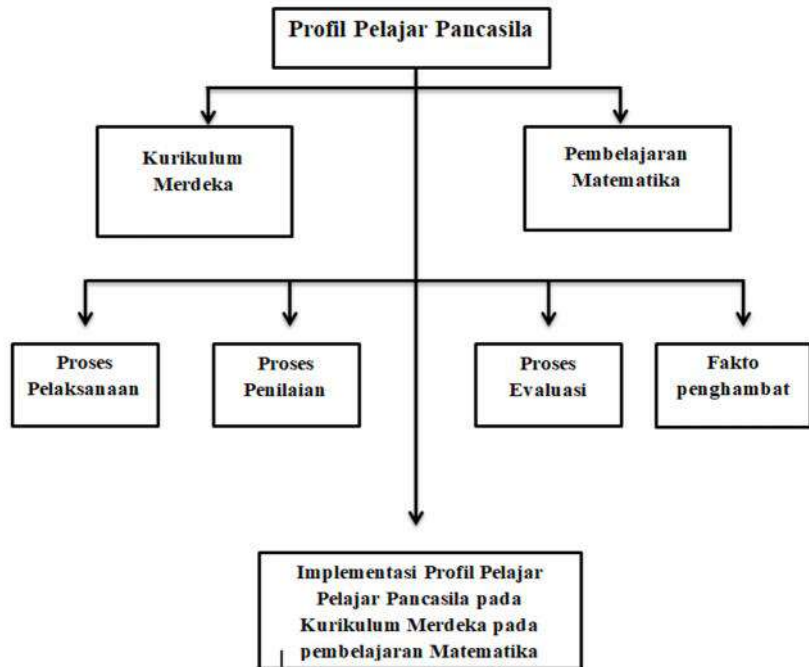 Profil Pelajar Pancasila
Kurikulum
Merdeka
Pembelajaran
Matematika
Proses
Pelaksanaan
Proses
Penilaian
Proses
Evaluasi
Fakto
penghambat
Implementasi Profil Pelajar
Pelajar Pancasila pada
Kurikulum Merdeka pada
pembelajaran Matematika